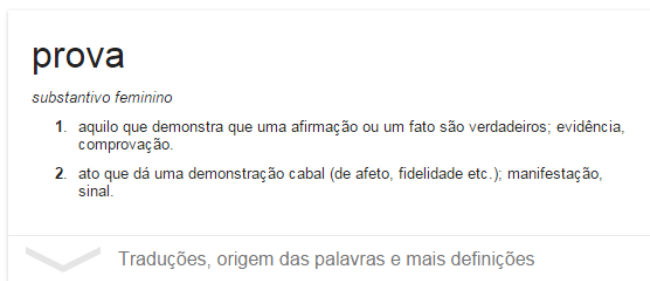 prova
substantivo feminino
1. aquilo que demonstra que uma afirmação ou um fato são verdadeiros; evidência,
comprovação.
2. ato que dá uma demonstração cabal (de afeto, fidelidade etc.); manifestação,
sinal.
Traduções, origem das palavras e mais definições